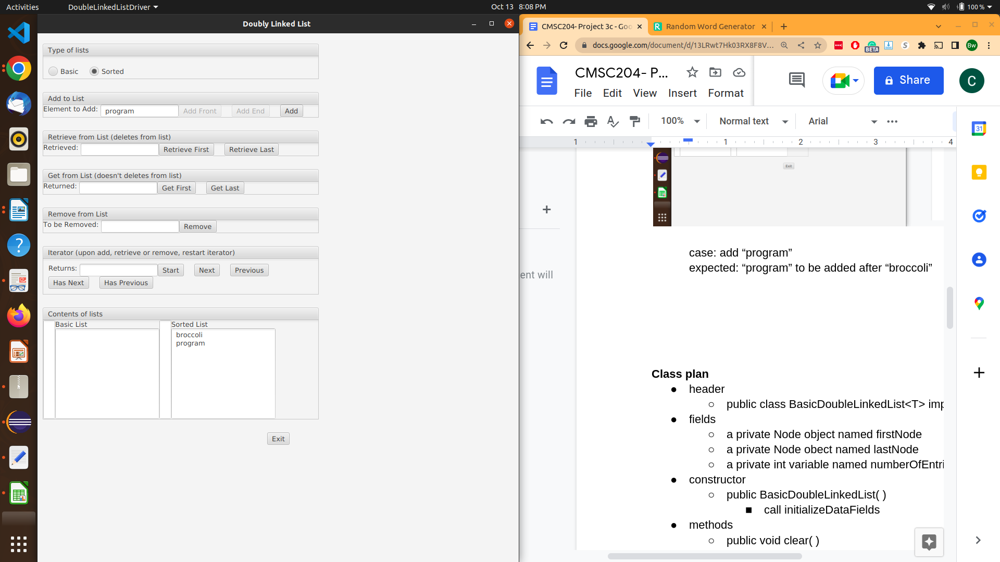 Activities DoubleLinkedListDriver Oct 13 8:08 PM 100 %
Doubly Linked List
Type of lists
Basic Sorted
Add to List
Element to Add: program Add Front Add End Add
Retrieve from List (deletes from list)
Retrieved: Retrieve First Retrieve Last
Get from List (doesn't deletes from list)
Returned: Get First Get Last
Remove from List
To be Removed: Remove
Iterator (upon add, retrieve or remove, restart iterator)
Returns: Start Next Previous
Has Next Has Previous
Contents of lists
Basic List Sorted List
broccoli
program
Exit
CMSC204- Project 3c - Goo Random Word Generator
docs.google.com/document/d/13LRwt7Hk03RX8F8V... BETA Bw
CMSC204- P... Share C
File Edit View Insert Format
100% Normal text Arial
1 1 2 3 4
31
Exit
case: add “program”
expected: “program” to be added after “broccoli”
ent will
Class plan
● header
○ public class BasicDoubleLinkedList<T> imp
● fields
○ a private Node object named firstNode
○ a private Node obect named lastNode
○ a private int variable named numberOfEntri
● constructor
○ public BasicDoubleLinkedList( )
■ call initializeDataFields
● methods
○ public void clear( )